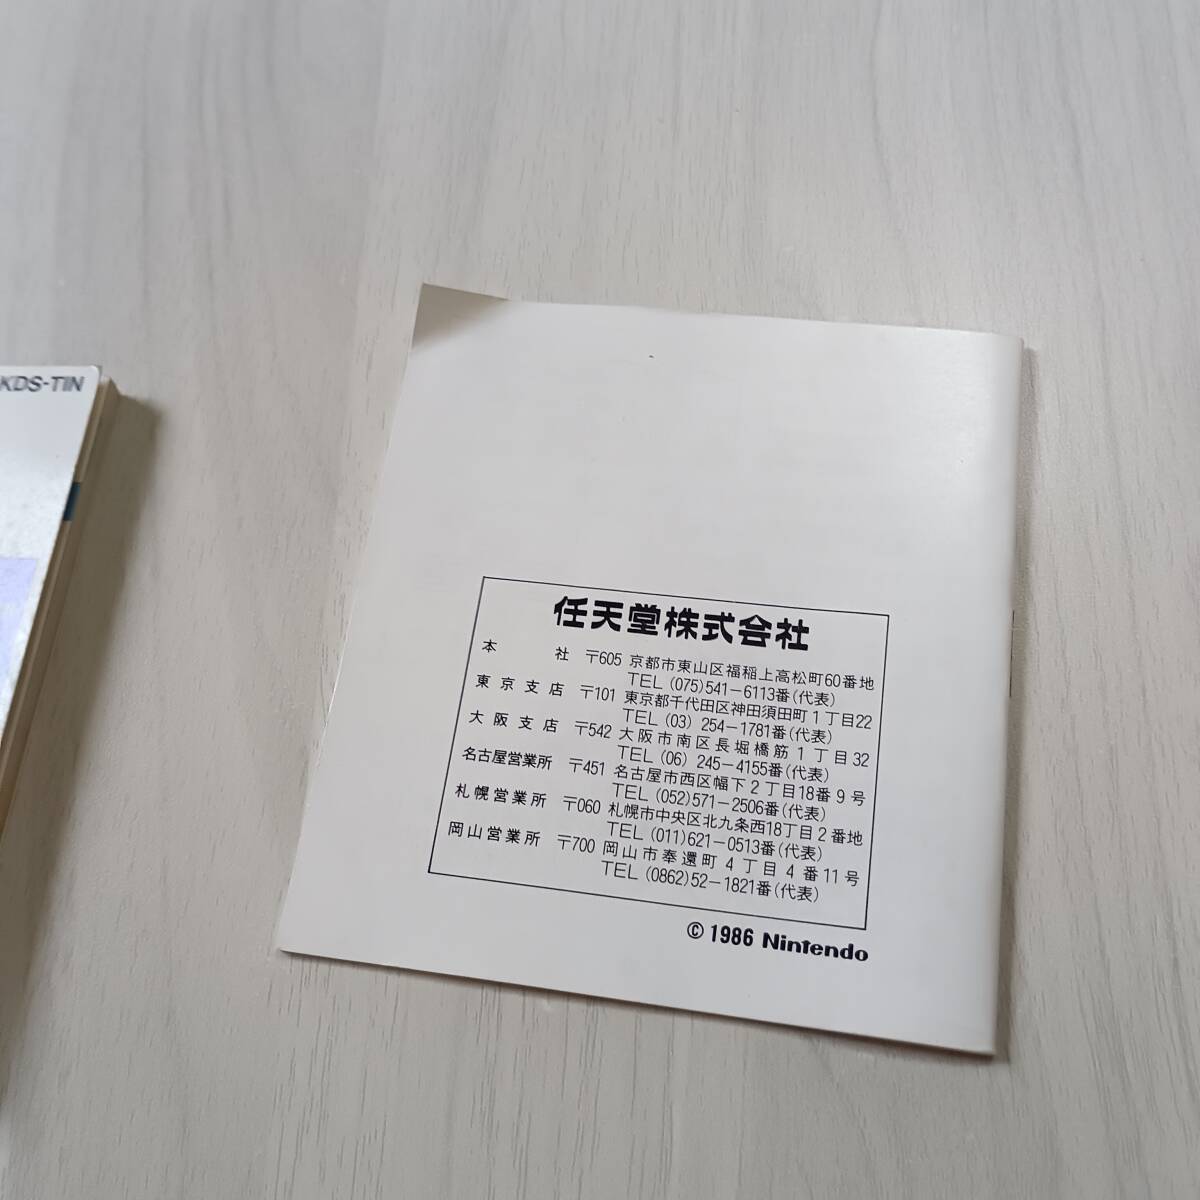 KDS-TIN
任天堂株式会社
本社 〒605 京都市東山区福稲上高松町60番地
TEL (075)541-6113番(代表)
東京支店 〒101 東京都千代田区神田須田町1丁目22
TEL (03) 254-1781番(代表)
大阪支店 〒542 大阪市南区長堀橋筋1丁目32
TEL (06) 245-4155番(代表)
名古屋営業所 〒451 名古屋市西区幅下2丁目18番9号
TEL (052)571-2506番(代表)
札幌営業所 〒060 札幌市中央区北九条西18丁目2番地
TEL (011)621-0513番(代表)
岡山営業所 〒700 岡山市奉還町4丁目4番11号
TEL (0862)52-1821番(代表)
© 1986 Nintendo